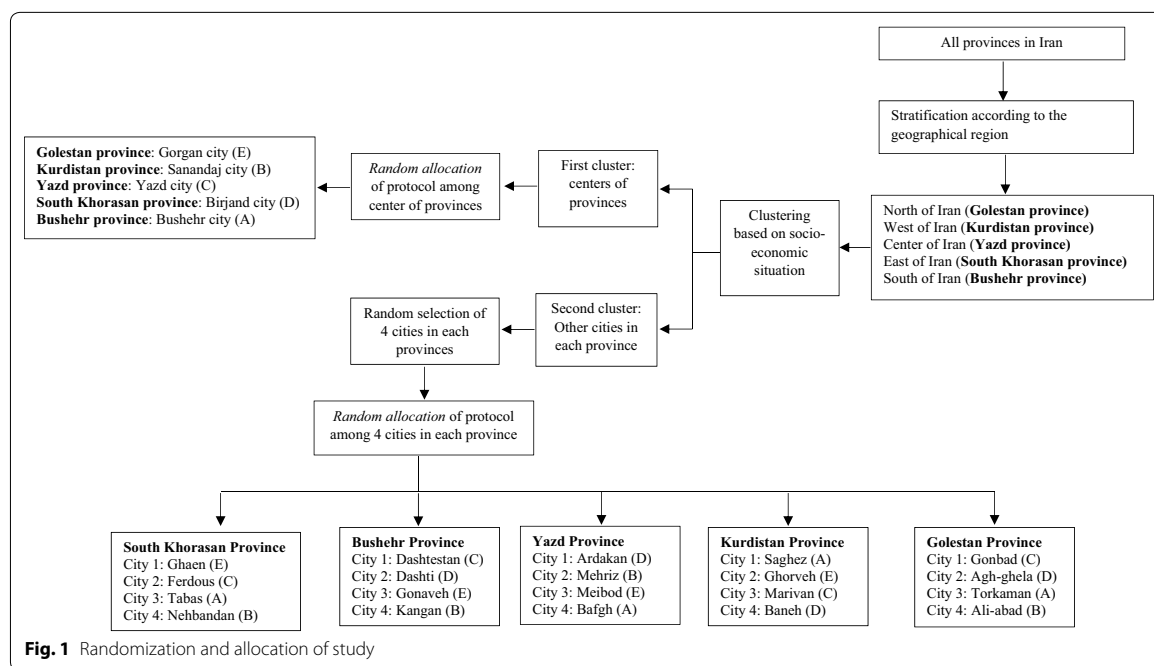 All provinces in Iran
Stratification according to the
geographical region
North of Iran (Golestan province)
West of Iran (Kurdistan province)
Center of Iran (Yazd province)
East of Iran (South Khorasan province)
South of Iran (Bushehr province)
Clustering
based on socio-
economic
situation
First cluster:
centers of
provinces
Random allocation
of protocol among
center of provinces
Golestan province: Gorgan city (E)
Kurdistan province: Sanandaj city (B)
Yazd province: Yazd city (C)
South Khorasan province: Birjand city (D)
Bushehr province: Bushehr city (A)
Second cluster:
Other cities in
each province
Random selection of
4 cities in each
provinces
Random allocation of protocol
among 4 cities in each province
South Khorasan Province
City 1: Ghaen (E)
City 2: Ferdous (C)
City 3: Tabas (A)
City 4: Nehbandan (B)
Bushehr Province
City 1: Dashtestan (C)
City 2: Dashti (D)
City 3: Gonaveh (E)
City 4: Kangan (B)
Yazd Province
City 1: Ardakan (D)
City 2: Mehriz (B)
City 3: Meibod (E)
City 4: Bafgh (A)
Kurdistan Province
City 1: Saghez (A)
City 2: Ghorveh (E)
City 3: Marivan (C)
City 4: Baneh (D)
Golestan Province
City 1: Gonbad (C)
City 2: Agh-ghela (D)
City 3: Torkaman (A)
City 4: Ali-abad (B)
Fig. 1 Randomization and allocation of study